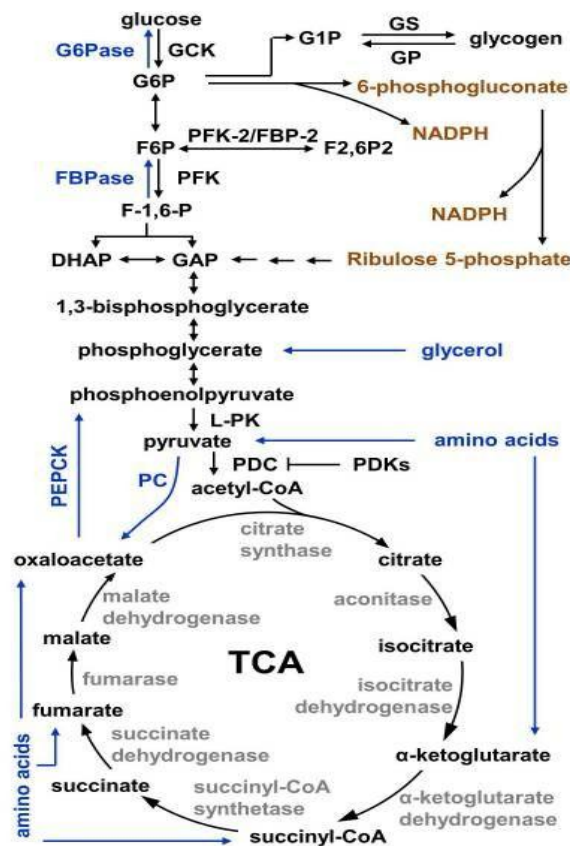 glucose
G6Pase
GCK
G1P
GS
GP
glycogen
G6P
6-phosphogluconate
NADPH
PFK-2/FBP-2
F6P
F2,6P2
FBPase
PFK
NADPH
F-1,6-P
DHAP
GAP
Ribulose 5-phosphate
1,3-bisphosphoglycerate
phosphoglycerate
glycerol
phosphoenolpyruvate
L-PK
pyruvate
amino acids
PEPCK
PC
PDC
PDKs
acetyl-CoA
oxaloacetate
citrate
synthase
citrate
malate
dehydrogenase
aconitase
malate
TCA
isocitrate
fumarase
isocitrate
dehydrogenase
fumarate
succinate
dehydrogenase
α-ketoglutarate
amino acids
succinate
succinyl-CoA
synthetase
α-ketoglutarate
dehydrogenase
succinyl-CoA